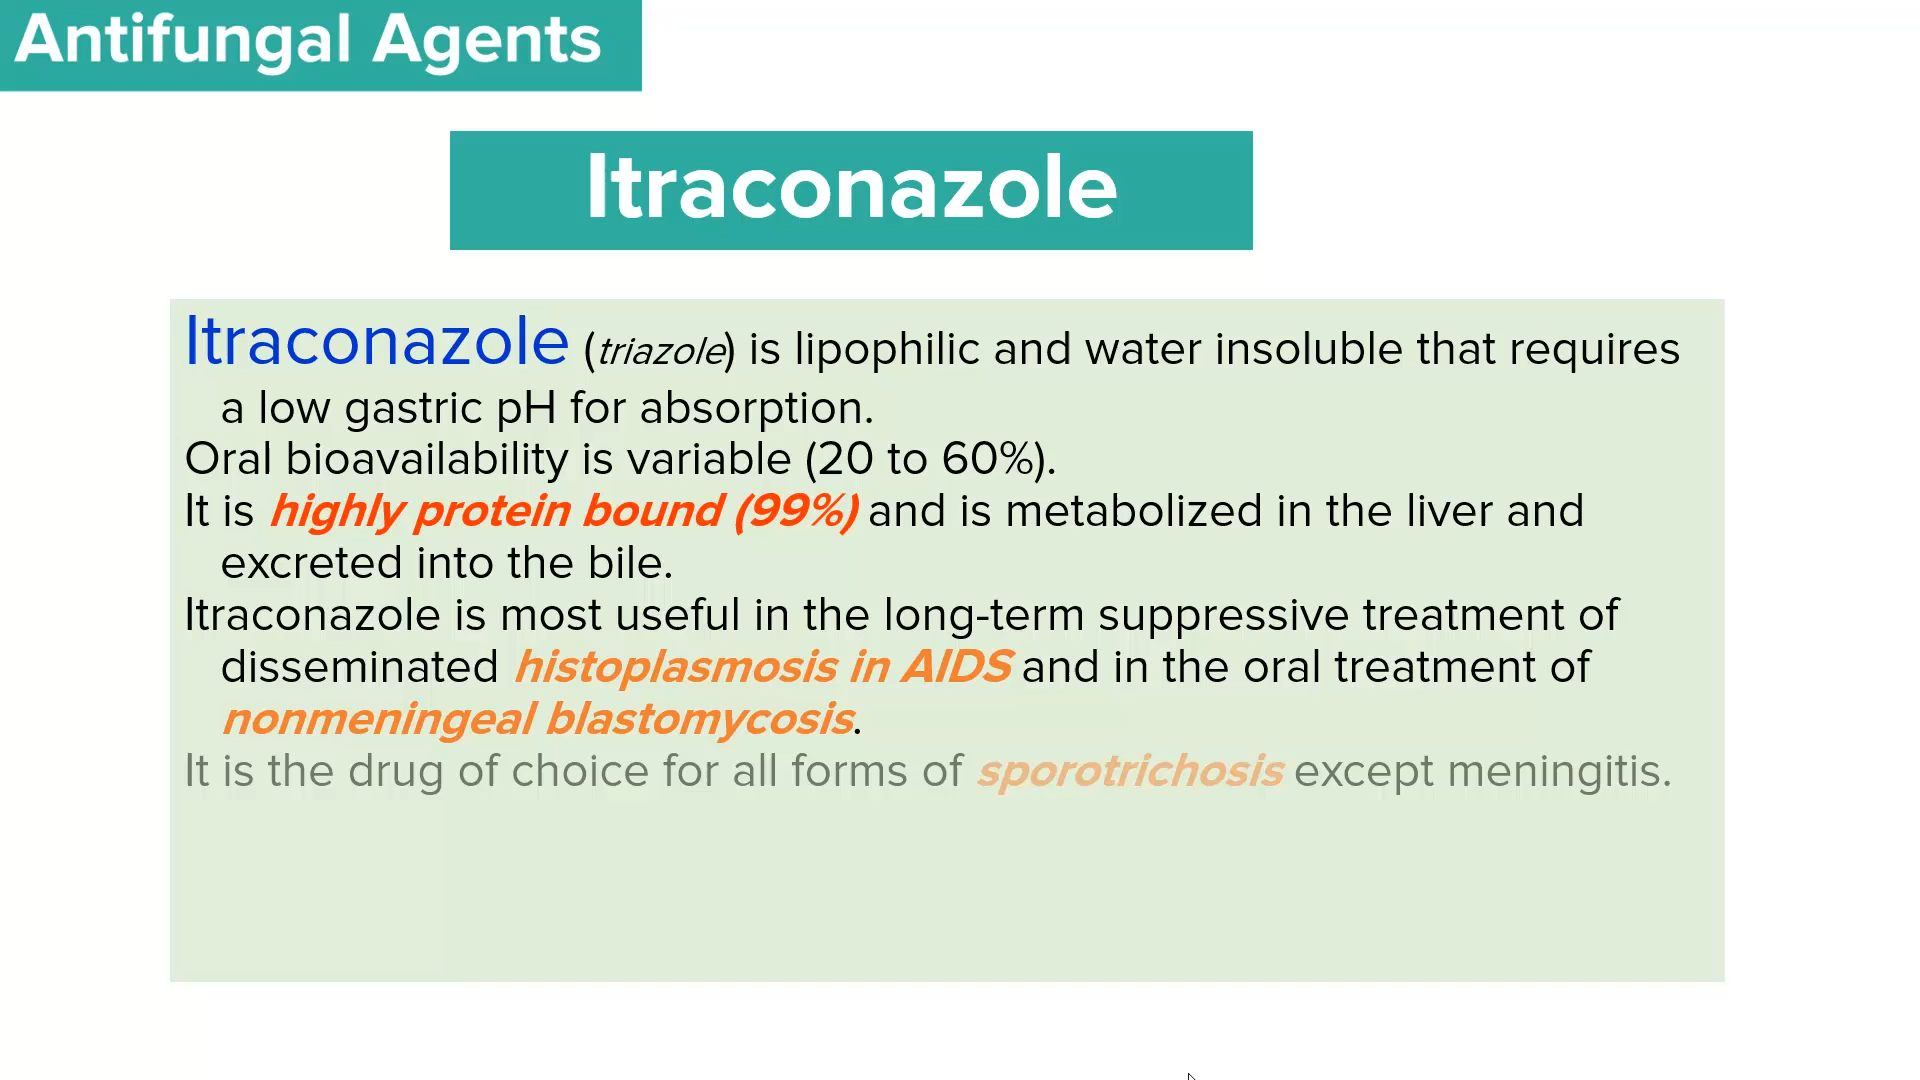 Antifungal Agents
Itraconazole
Itraconazole (triazole) is lipophilic and water insoluble that requires
a low gastric pH for absorption.
Oral bioavailability is variable (20 to 60%).
It is highly protein bound (99%) and is metabolized in the liver and
excreted into the bile.
Itraconazole is most useful in the long-term suppressive treatment of
disseminated histoplasmosis in AIDS and in the oral treatment of
nonmeningeal blastomycosis.
It is the drug of choice for all forms of sporotrichosis except meningitis.